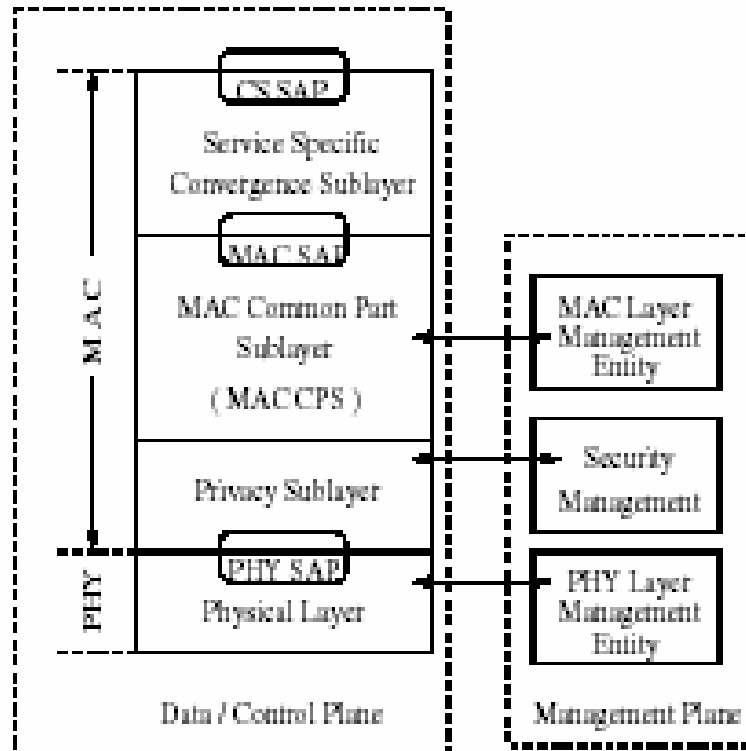 CS SAP
Service Specific
Convergence Sublayer
MAC SAP
MAC Common Part
Sublayer
( MAC CPS )
Privacy Sublayer
PHY SAP
Physical Layer
M A C
PHY
Data / Control Plane
MAC Layer
Management
Entity
Security
Management
PHY Layer
Management
Entity
Management Plane